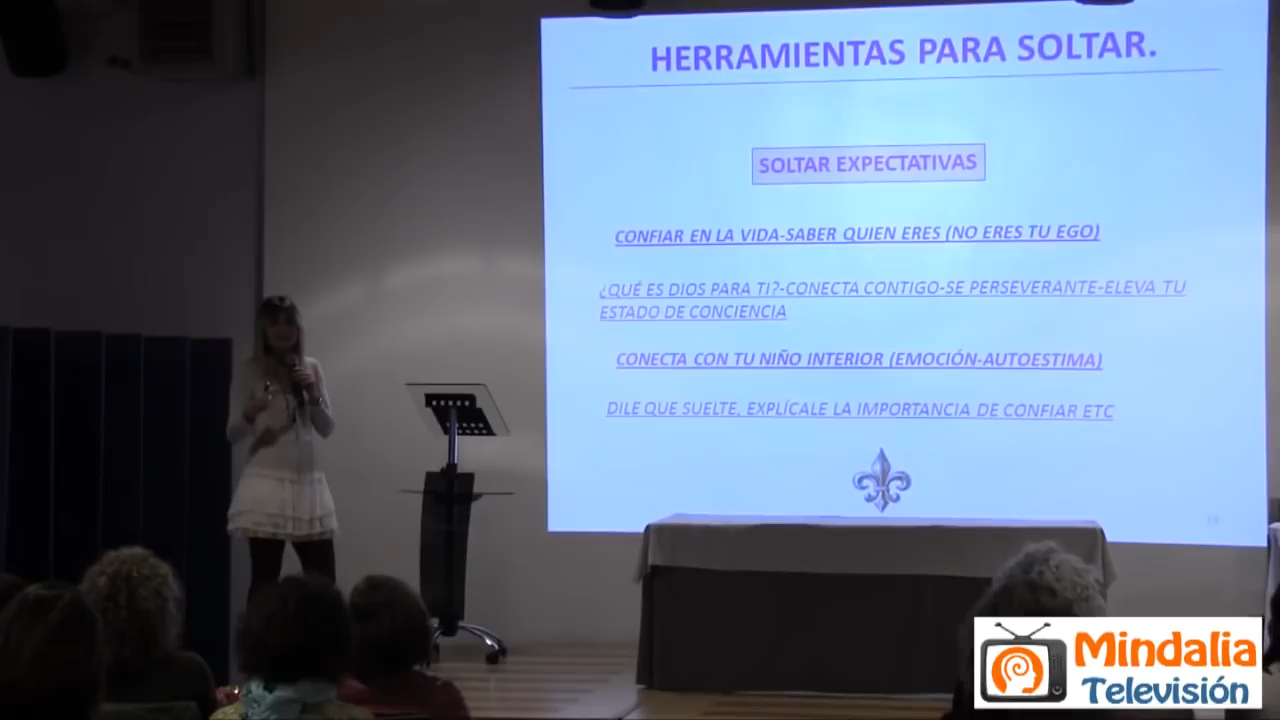 HERRAMIENTAS PARA SOLTAR.
SOLTAR EXPECTATIVAS
CONFIAR EN LA VIDA-SABER QUIEN ERES (NO ERES TU EGO)
¿QUÉ ES DIOS PARA TI?-CONECTA CONTIGO-SE PERSEVERANTE-ELEVA TU
ESTADO DE CONCIENCIA
CONECTA CON TU NIÑO INTERIOR (EMOCIÓN-AUTOESTIMA)
DILE QUE SUELTE, EXPLÍCALE LA IMPORTANCIA DE CONFIAR ETC
Mindalia
Televisión